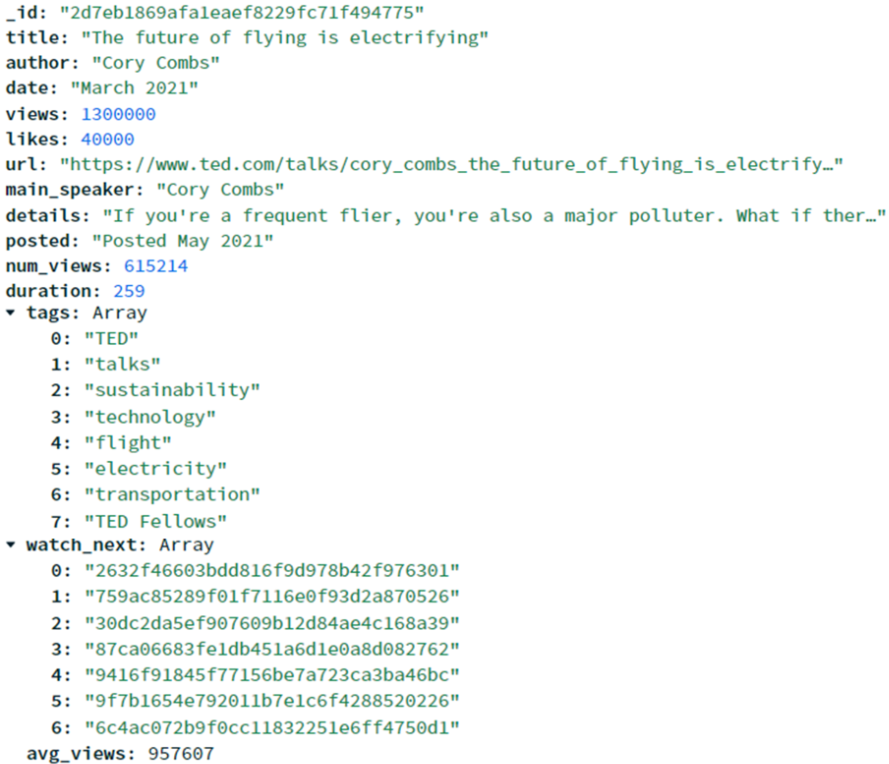 _id: "2d7eb1869afa1eaef8229fc71f494775"
title: "The future of flying is electrifying"
author: "Cory Combs"
date: "March 2021"
views: 1300000
likes: 40000
url: "https://www.ted.com/talks/cory_combs_the_future_of_flying_is_electrify…"
main_speaker: "Cory Combs"
details: "If you're a frequent flier, you're also a major polluter. What if ther…"
posted: "Posted May 2021"
num_views: 615214
duration: 259
tags: Array
0: "TED"
1: "talks"
2: "sustainability"
3: "technology"
4: "flight"
5: "electricity"
6: "transportation"
7: "TED Fellows"
watch_next: Array
0: "2632f46603bdd816f9d978b42f976301"
1: "759ac85289f01f7116e0f93d2a870526"
2: "30dc2da5ef907609b12d84ae4c168a39"
3: "87ca06683fe1db451a6d1e0a8d082762"
4: "9416f91845f77156be7a723ca3ba46bc"
5: "9f7b1654e792011b7e1c6f4288520226"
6: "6c4ac072b9f0cc11832251e6ff4750d1"
avg_views: 957607